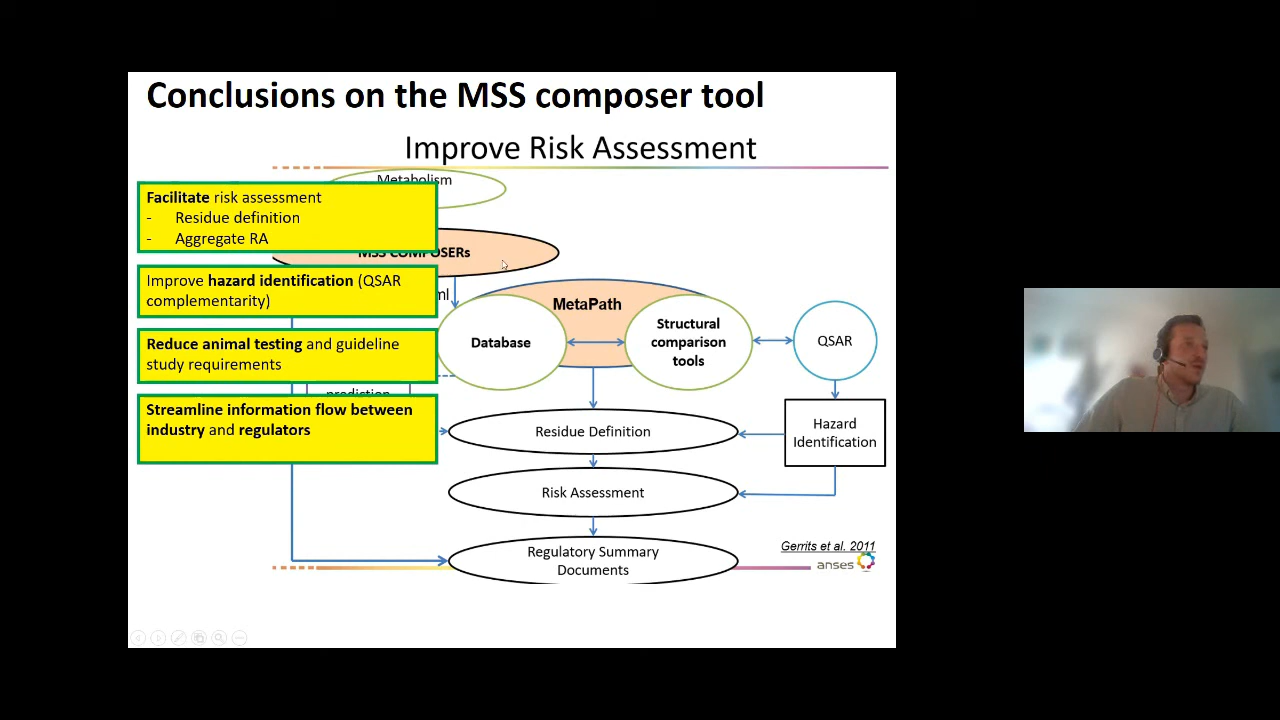 Conclusions on the MSS composer tool
Improve Risk Assessment
Metabolism
Facilitate risk assessment
- Residue definition
- Aggregate RA
MSS COMPOSERs
Improve hazard identification (QSAR
complementarity)
ml
MetaPath
Database
Structural
comparison
tools
QSAR
Reduce animal testing and guideline
study requirements
prediction
Streamline information flow between
industry and regulators
Residue Definition
Hazard
Identification
Risk Assessment
Regulatory Summary
Documents
Gerrits et al. 2011
anses